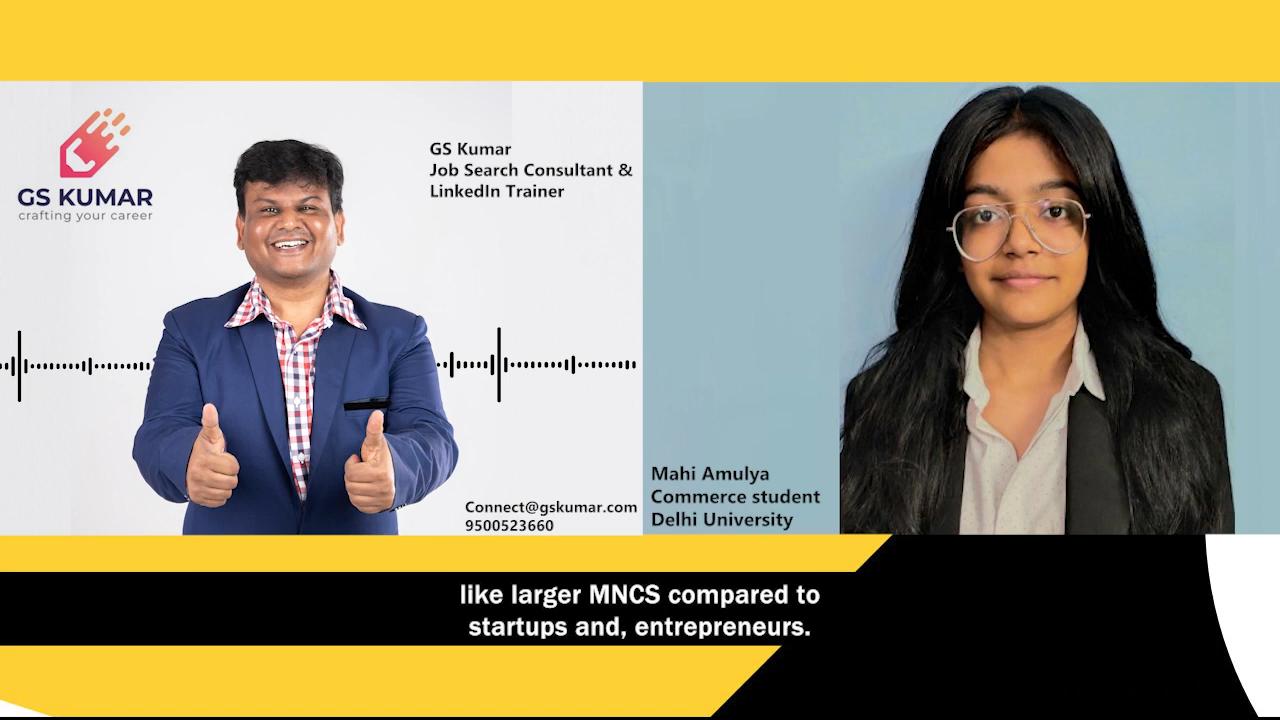 GS KUMAR
crafting your career
GS Kumar
Job Search Consultant &
LinkedIn Trainer
Connect@gskumar.com
9500523660
Mahi Amulya
Commerce student
Delhi University
like larger MNCS compared to
startups and, entrepreneurs.